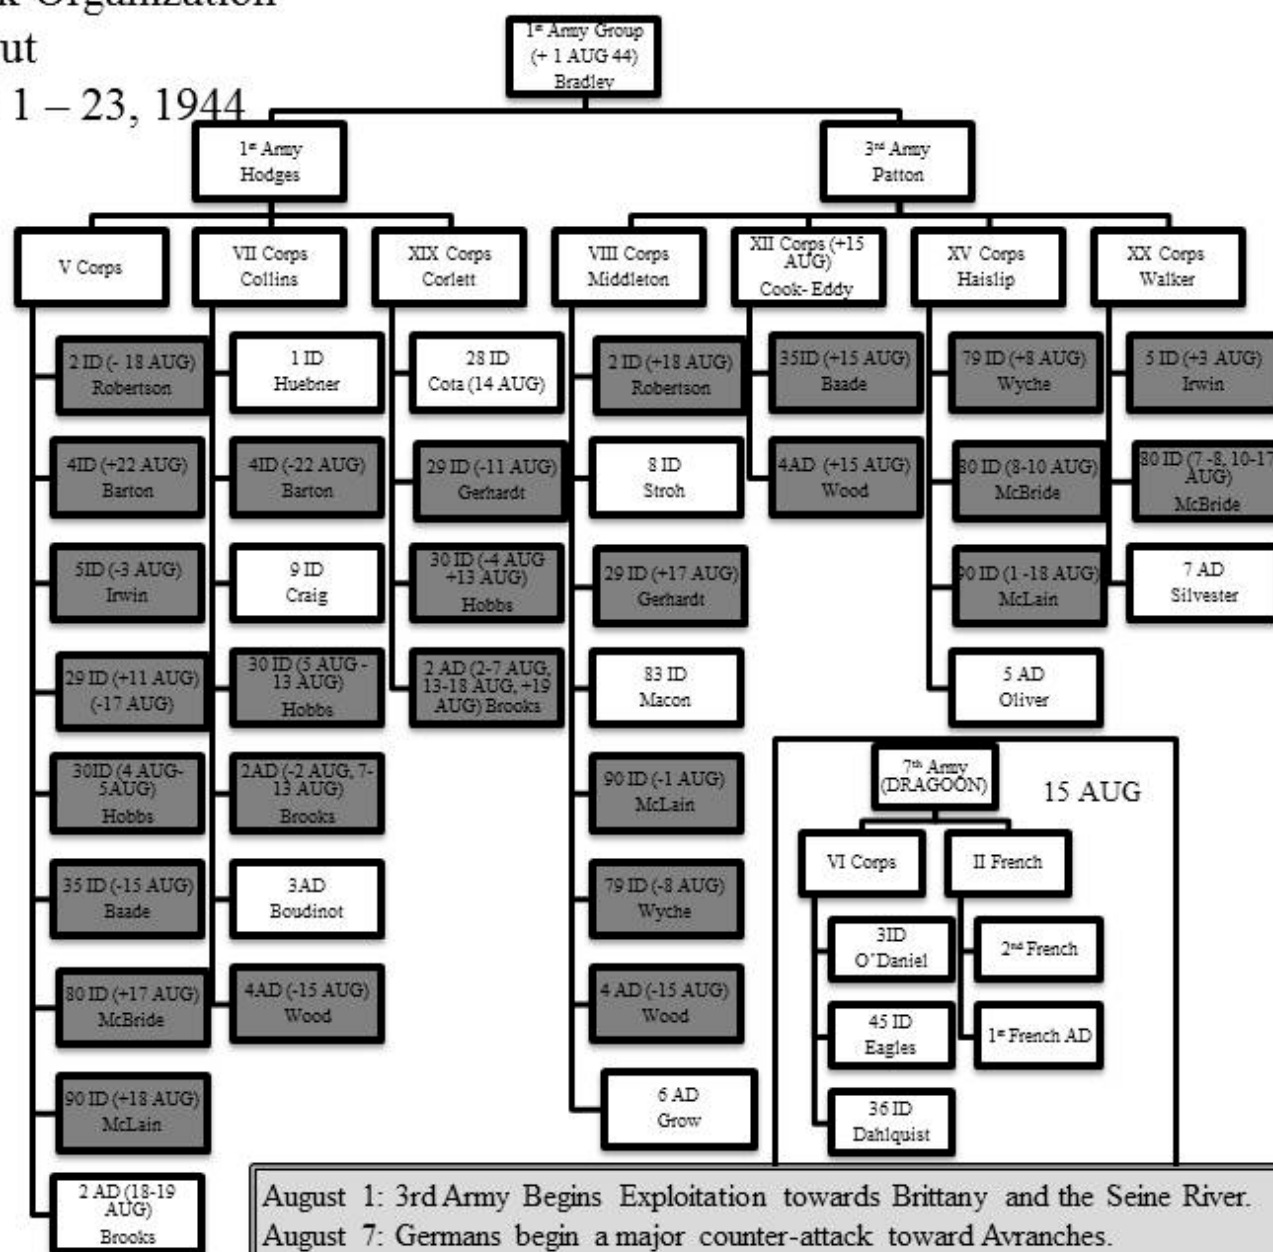 Organization
ut
1 – 23, 1944
1st Army Group
(+ 1 AUG 44)
Bradley
1st Army
Hodges
3rd Army
Patton
V Corps
VII Corps
Collins
XIX Corps
Corlett
VIII Corps
Middleton
XII Corps (+15
AUG)
Cook- Eddy
XV Corps
Haislip
XX Corps
Walker
2 ID (- 18 AUG)
Robertson
4ID (+22 AUG)
Barton
5ID (-3 AUG)
Irwin
29 ID (+11 AUG)
(-17 AUG)
30ID (4 AUG-
5AUG)
Hobbs
35 ID (-15 AUG)
Baade
80 ID (+17 AUG)
McBride
90 ID (+18 AUG)
McLain
2 AD (18-19
AUG)
Brooks
1 ID
Huebner
4ID (-22 AUG)
Barton
9 ID
Craig
30 ID (5 AUG -
13 AUG)
Hobbs
2AD (-2 AUG, 7-
13 AUG)
Brooks
3AD
Boudinot
4AD (-15 AUG)
Wood
28 ID
Cota (14 AUG)
29 ID (-11 AUG)
Gerhardt
30 ID (-4 AUG
+13 AUG)
Hobbs
2 AD (2-7 AUG,
13-18 AUG, +19
AUG) Brooks
2 ID (+18 AUG)
Robertson
8 ID
Stroh
29 ID (+17 AUG)
Gerhardt
83 ID
Macon
90 ID (-1 AUG)
McLain
79 ID (-8 AUG)
Wyche
4 AD (-15 AUG)
Wood
6 AD
Grow
35ID (+15 AUG)
Baade
4AD (+15 AUG)
Wood
79 ID (+8 AUG)
Wyche
80 ID (8-10 AUG)
McBride
90 ID (1 -18 AUG)
McLain
5 AD
Oliver
5 ID (+3 AUG)
Irwin
80 ID (7 -8, 10-17
AUG)
McBride
7 AD
Silvester
7th Army
(DRAGOON)
15 AUG
VI Corps
II French
3ID
O'Daniel
45 ID
Eagles
36 ID
Dahlquist
2nd French
1st French AD
August 1: 3rd Army Begins Exploitation towards Brittany and the Seine River.
August 7: Germans begin a major counter-attack toward Avranches.